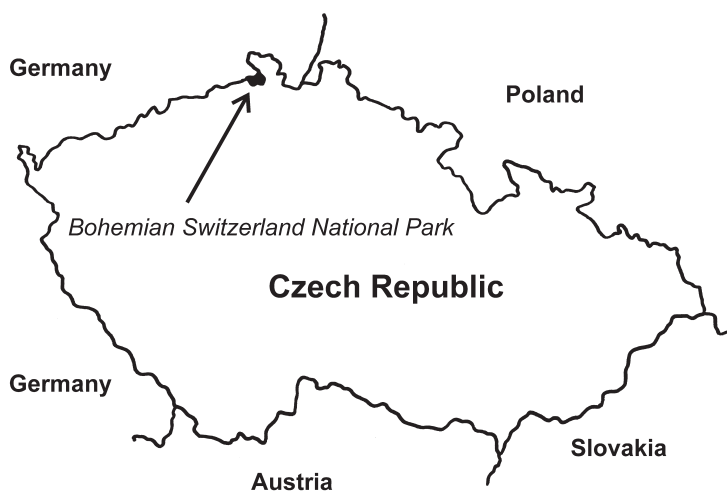 Germany
Poland
Bohemian Switzerland National Park
Czech Republic
Germany
Slovakia
Austria